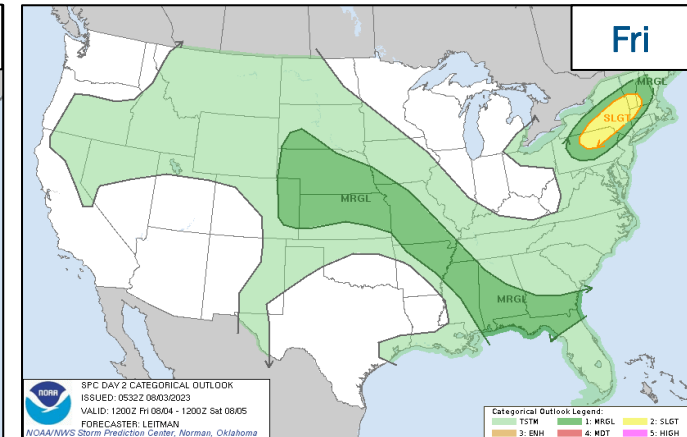 Fri
MRGL
SLGT
MRGL
MRGL
NOAA
SPC DAY 2 CATEGORICAL OUTLOOK
ISSUED: 0532Z 08/03/2023
VALID: 1200Z Fri 08/04 - 1200Z Sat 08/05
FORECASTER: LEITMAN
NOAA/NWS Storm Prediction Center, Norman, Oklahoma
Categorical Outlook Legend:
TSTM 1: MRGL 2: SLGT
3: ENH 4: MDT 5: HIGH